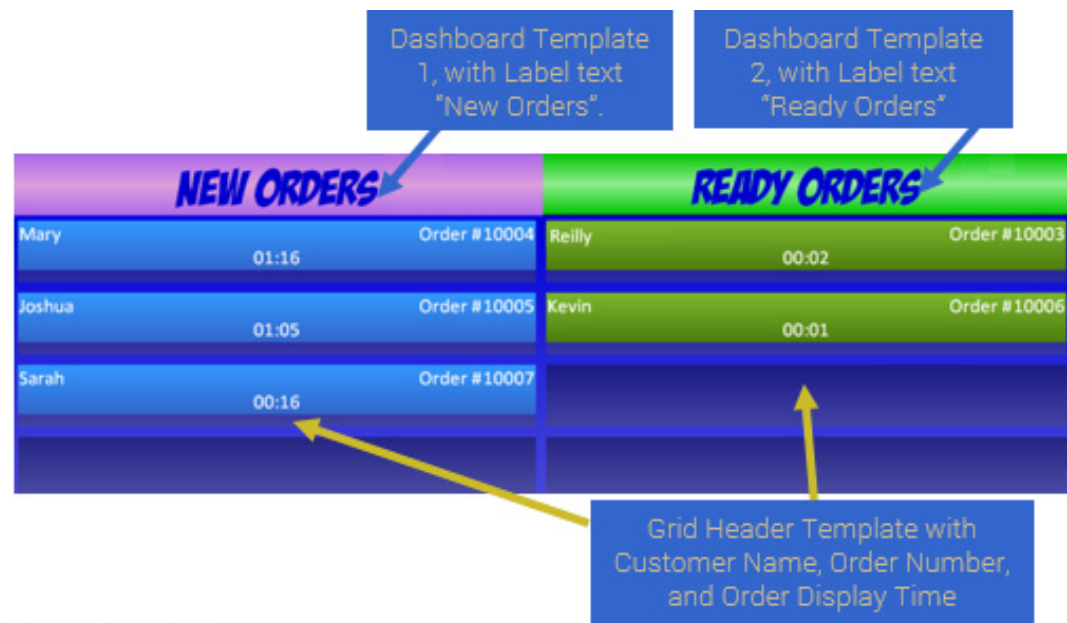 Dashboard Template
1, with Label text
“New Orders”.
Dashboard Template
2, with Label text
“Ready Orders”
NEW ORDERS
READY ORDERS
Mary Order #10004
01:16
Joshua Order #10005
01:05
Sarah Order #10007
00:16
Reilly Order #10003
00:02
Kevin Order #10006
00:01
Grid Header Template with
Customer Name, Order Number,
and Order Display Time